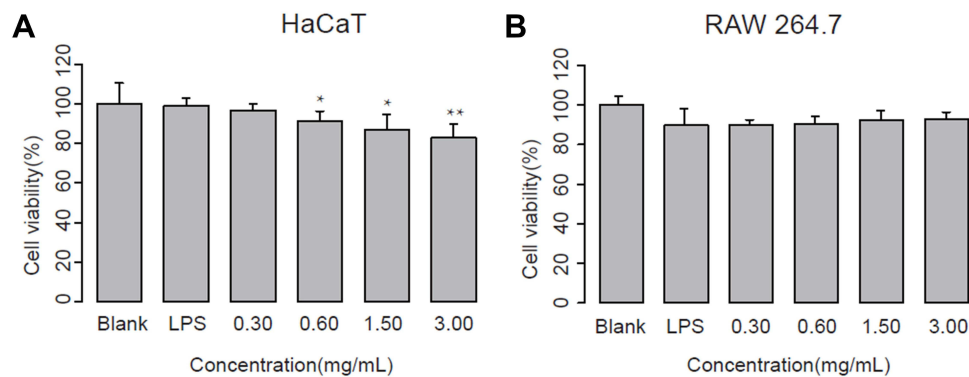 A
HaCaT
Cell viability(%)
120
100
80
60
40
20
0
*
*
**
Blank LPS 0.30 0.60 1.50 3.00
Concentration(mg/mL)
B
RAW 264.7
Cell viability(%)
120
100
80
60
40
20
0
Blank LPS 0.30 0.60 1.50 3.00
Concentration(mg/mL)